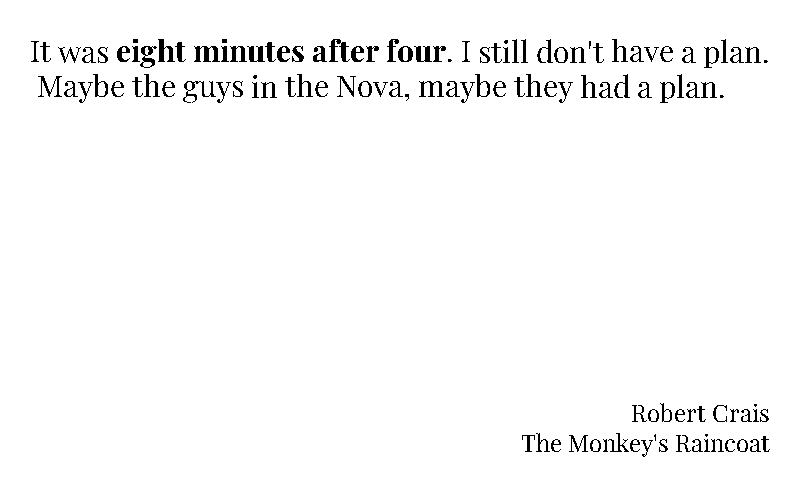 It was eight minutes after four. I still don't have a plan.
Maybe the guys in the Nova, maybe they had a plan.
Robert Crais
The Monkey's Raincoat